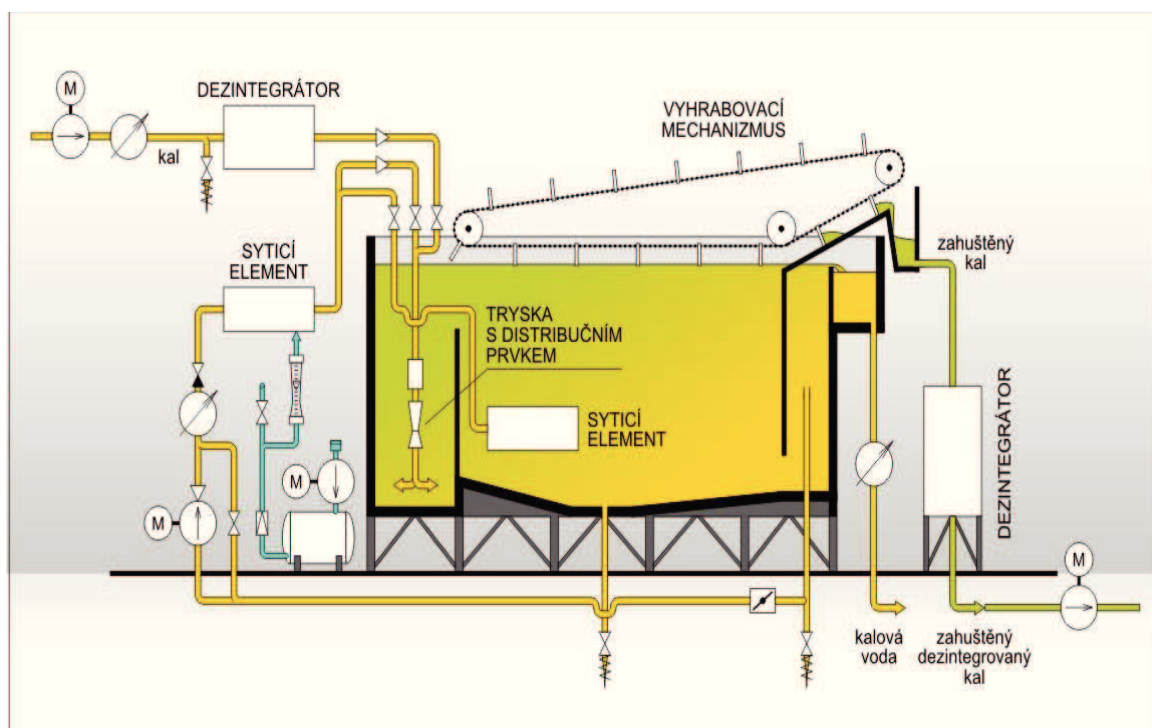 M
DEZINTEGRÁTOR
kal
VYHRABOVACÍ
MECHANIZMUS
SYTICÍ
ELEMENT
zahuštěný
kal
TRYSKA
S DISTRIBUČNÍM
PRVKEM
SYTICÍ
ELEMENT
DEZINTEGRÁTOR
M
M
M
kalová
voda
zahuštěný
dezintegrovaný
kal